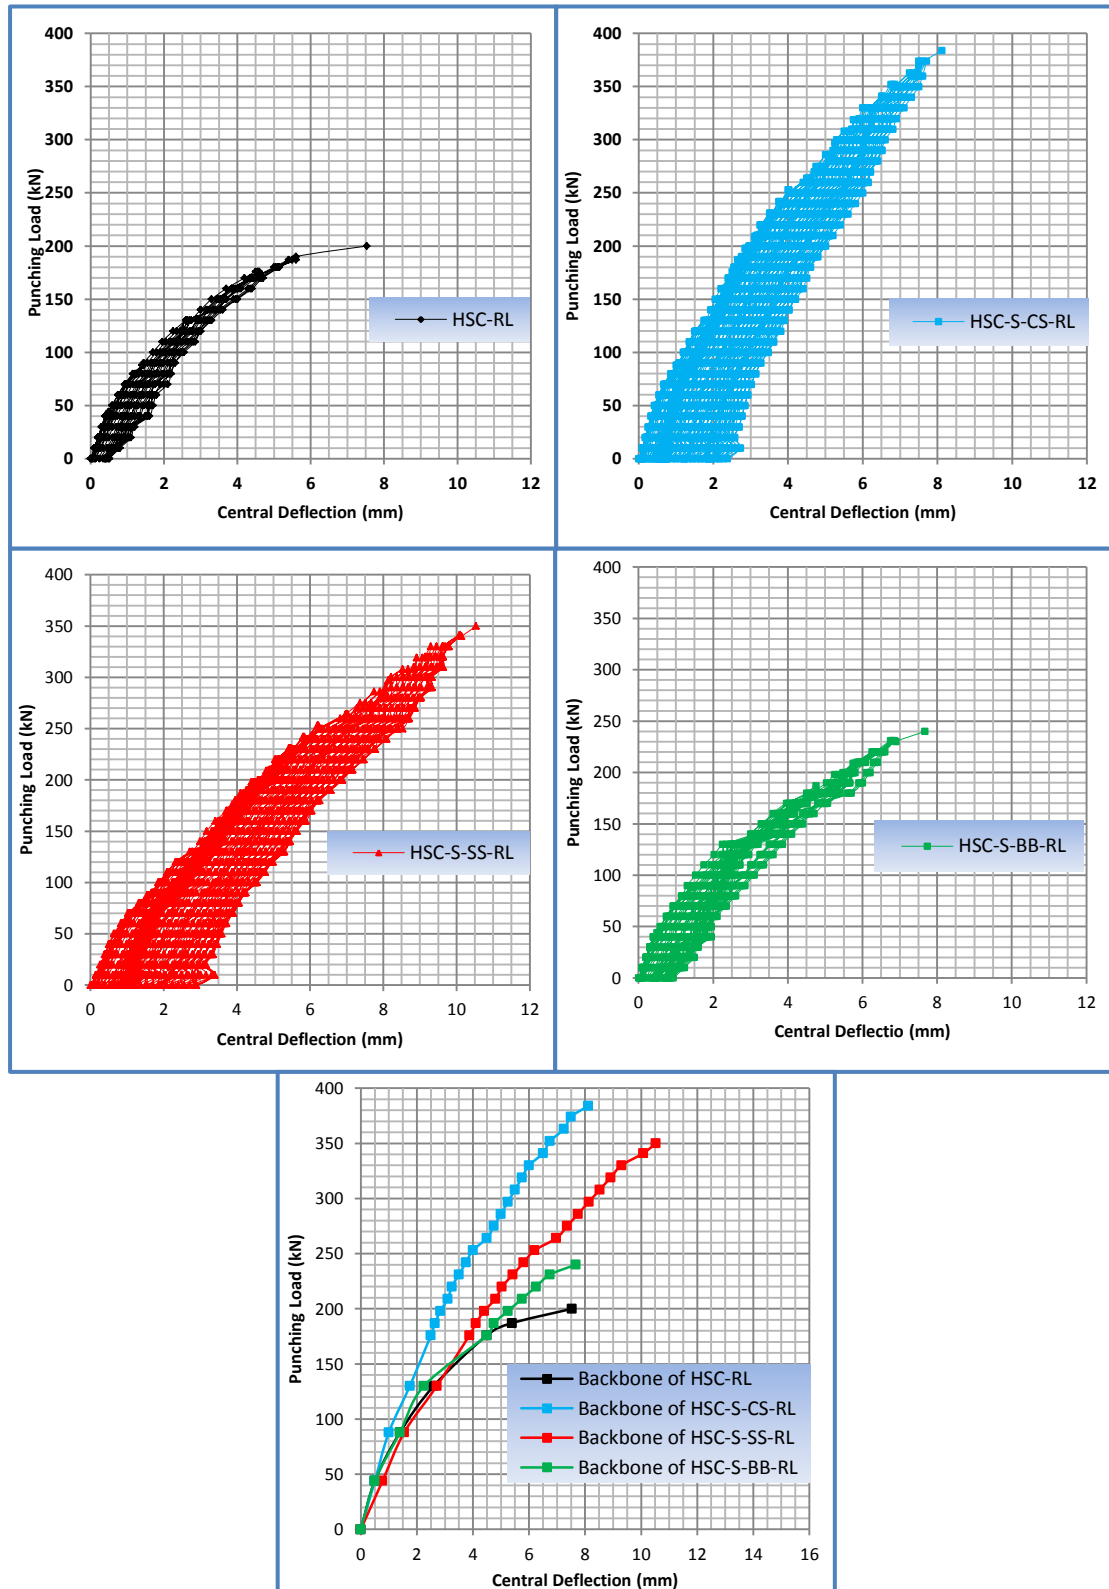 400
350
300
250
200
150
100
50
0
Punching Load (kN)
HSC-RL
0 2 4 6 8 10 12
Central Deflection (mm)
400
350
300
250
200
150
100
50
0
Punching Load (kN)
HSC-S-CS-RL
0 2 4 6 8 10 12
Central Deflection (mm)
400
350
300
250
200
150
100
50
0
Punching Load (kN)
HSC-S-SS-RL
0 2 4 6 8 10 12
Central Deflection (mm)
400
350
300
250
200
150
100
50
0
Punching Load (kN)
HSC-S-BB-RL
0 2 4 6 8 10 12
Central Deflectio (mm)
400
350
300
250
200
150
100
50
0
Punching Load (kN)
Backbone of HSC-RL
Backbone of HSC-S-CS-RL
Backbone of HSC-S-SS-RL
Backbone of HSC-S-BB-RL
0 2 4 6 8 10 12 14 16
Central Deflection (mm)